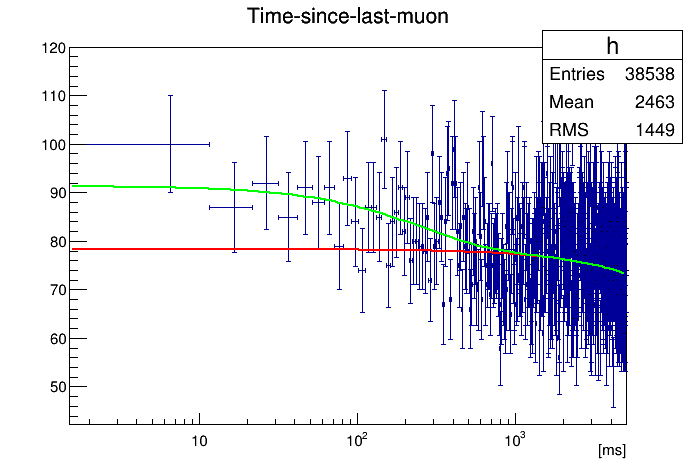 Time-since-last-muon
h
Entries 38538
Mean 2463
RMS 1449
120
110
100
90
80
70
60
50
10
10²
10³
[ms]